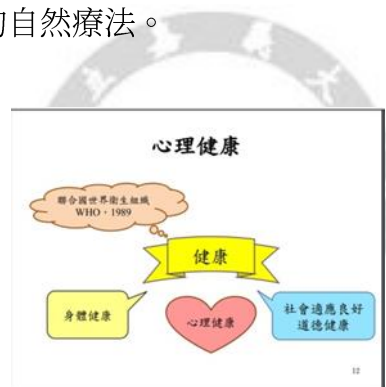 的自然療法。
心理健康
聯合國世界衛生組織
WHO，1989
健康
身體健康
心理健康
社會適應良好
道德健康
12